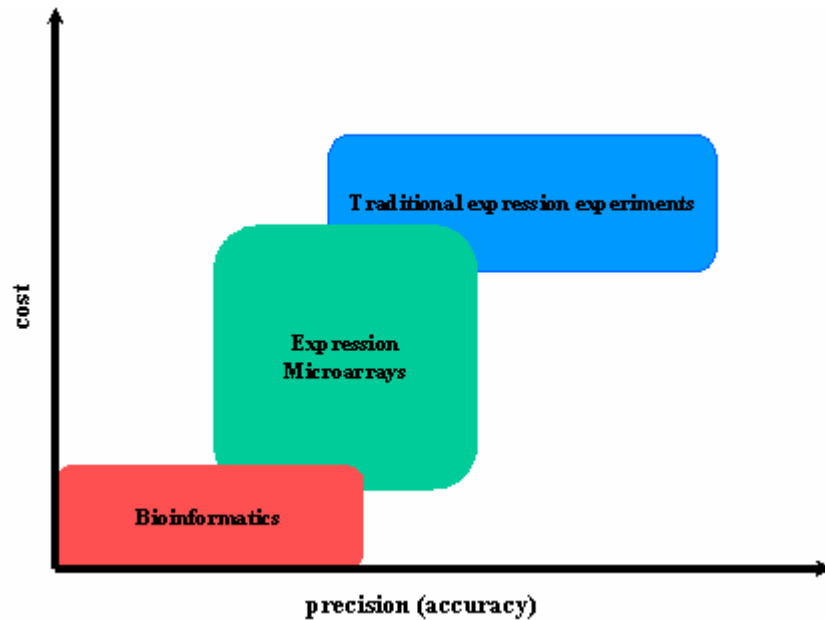 Traditional expression experiments
Expression
Microarrays
Bioinformatics
cost
precision (accuracy)